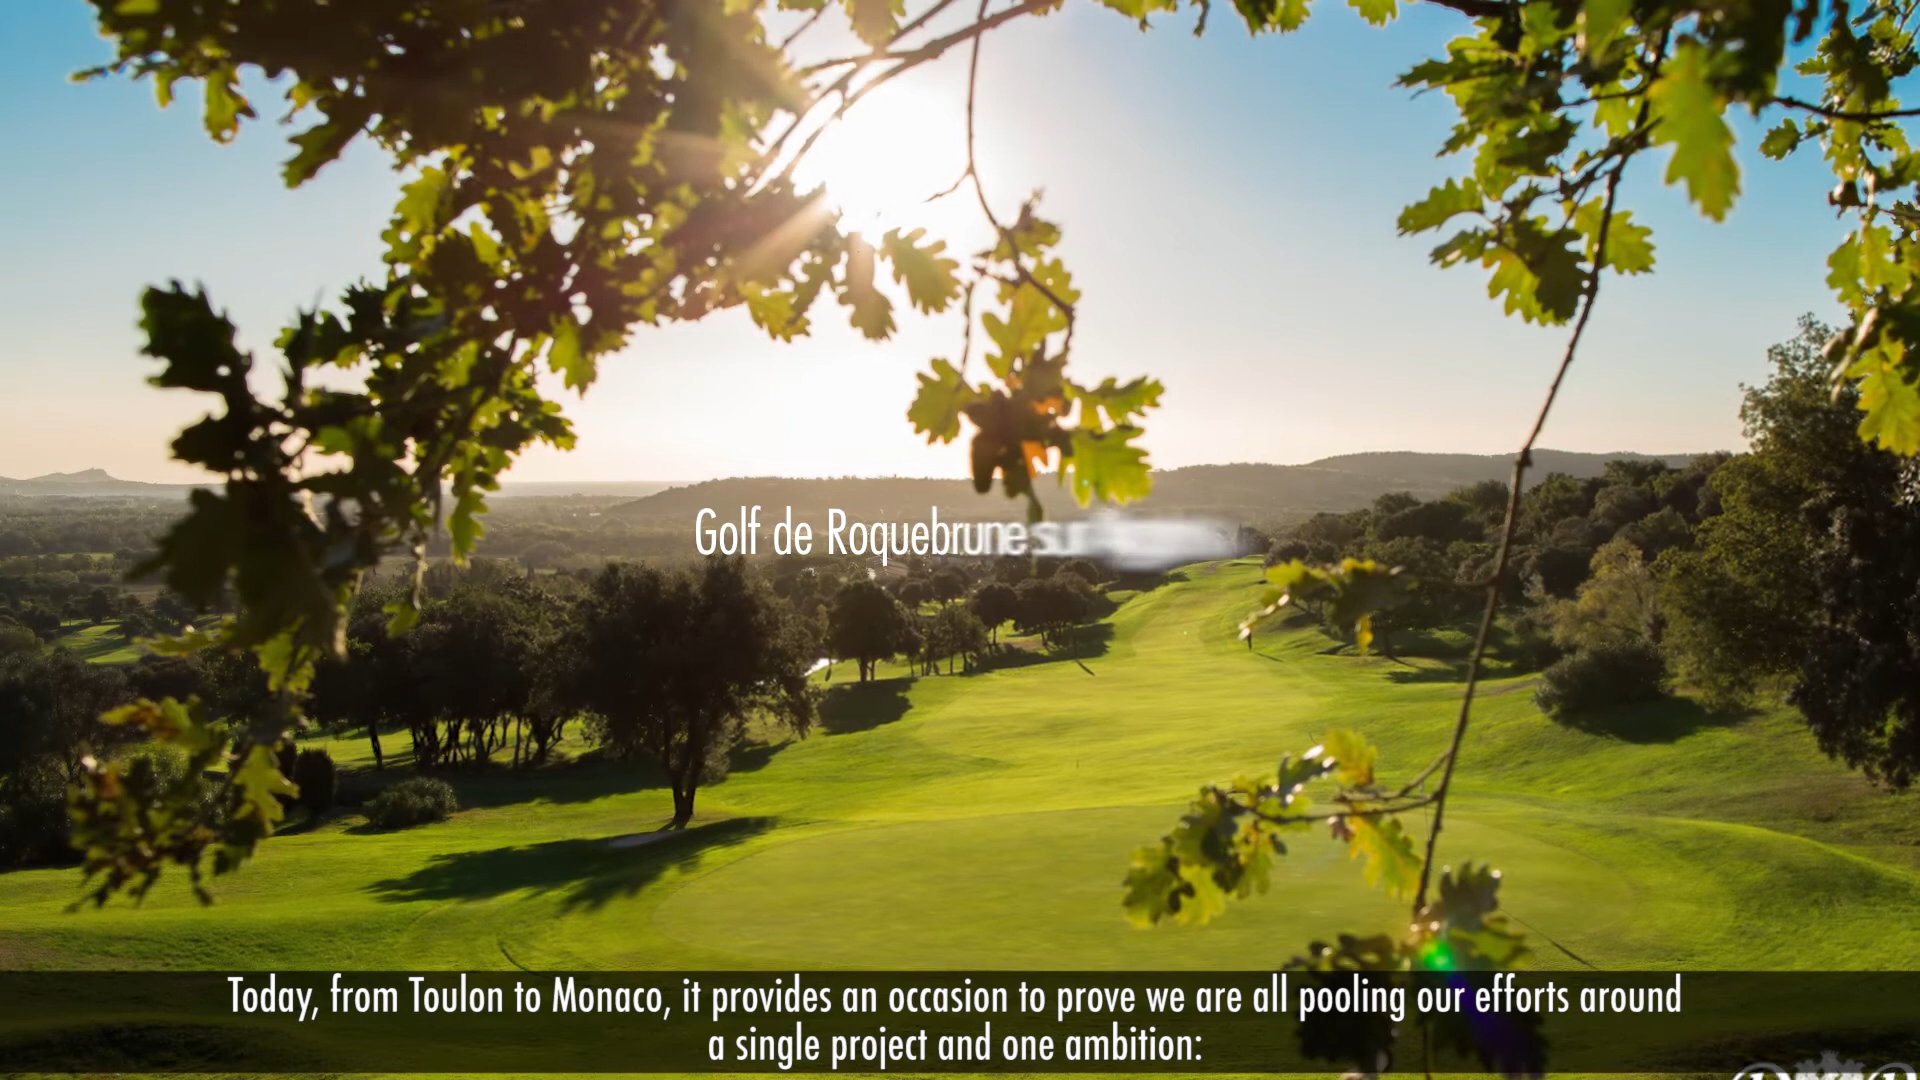 Golf de Roquebrune sur
Today, from Toulon to Monaco, it provides an occasion to prove we are all pooling our efforts around
a single project and one ambition: